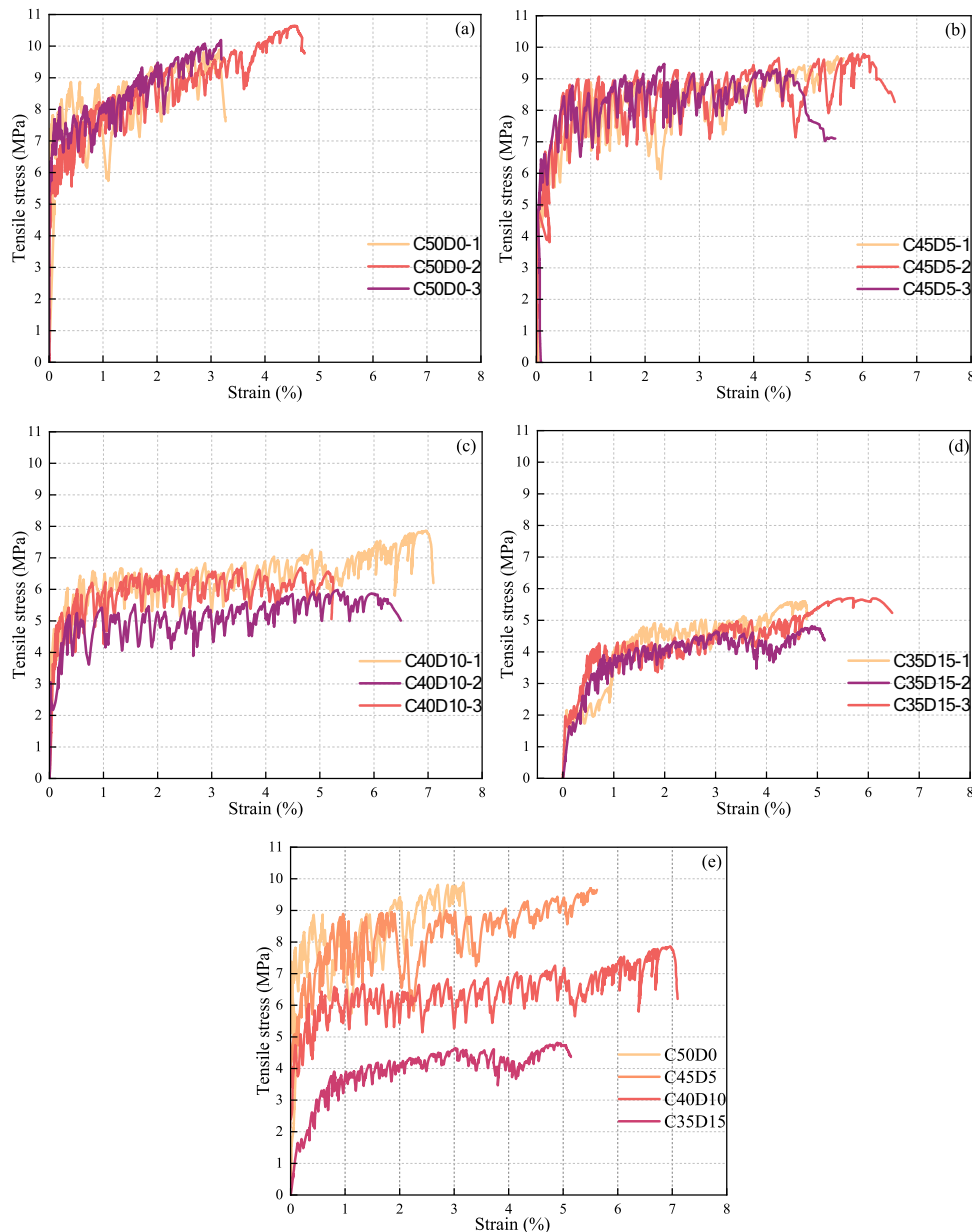 (a)
11
10
9
8
7
6
5
4
3
2
1
0
Tensile stress (MPa)
C50D0-1
C50D0-2
C50D0-3
0 1 2 3 4 5 6 7 8
Strain (%)
(b)
11
10
9
8
7
6
5
4
3
2
1
0
Tensile stress (MPa)
C45D5-1
C45D5-2
C45D5-3
0 1 2 3 4 5 6 7 8
Strain (%)
(c)
11
10
9
8
7
6
5
4
3
2
1
0
Tensile stress (MPa)
C40D10-1
C40D10-2
C40D10-3
0 1 2 3 4 5 6 7 8
Strain (%)
(d)
11
10
9
8
7
6
5
4
3
2
1
0
Tensile stress (MPa)
C35D15-1
C35D15-2
C35D15-3
0 1 2 3 4 5 6 7 8
Strain (%)
(e)
11
10
9
8
7
6
5
4
3
2
1
0
Tensile stress (MPa)
C50D0
C45D5
C40D10
C35D15
0 1 2 3 4 5 6 7 8
Strain (%)